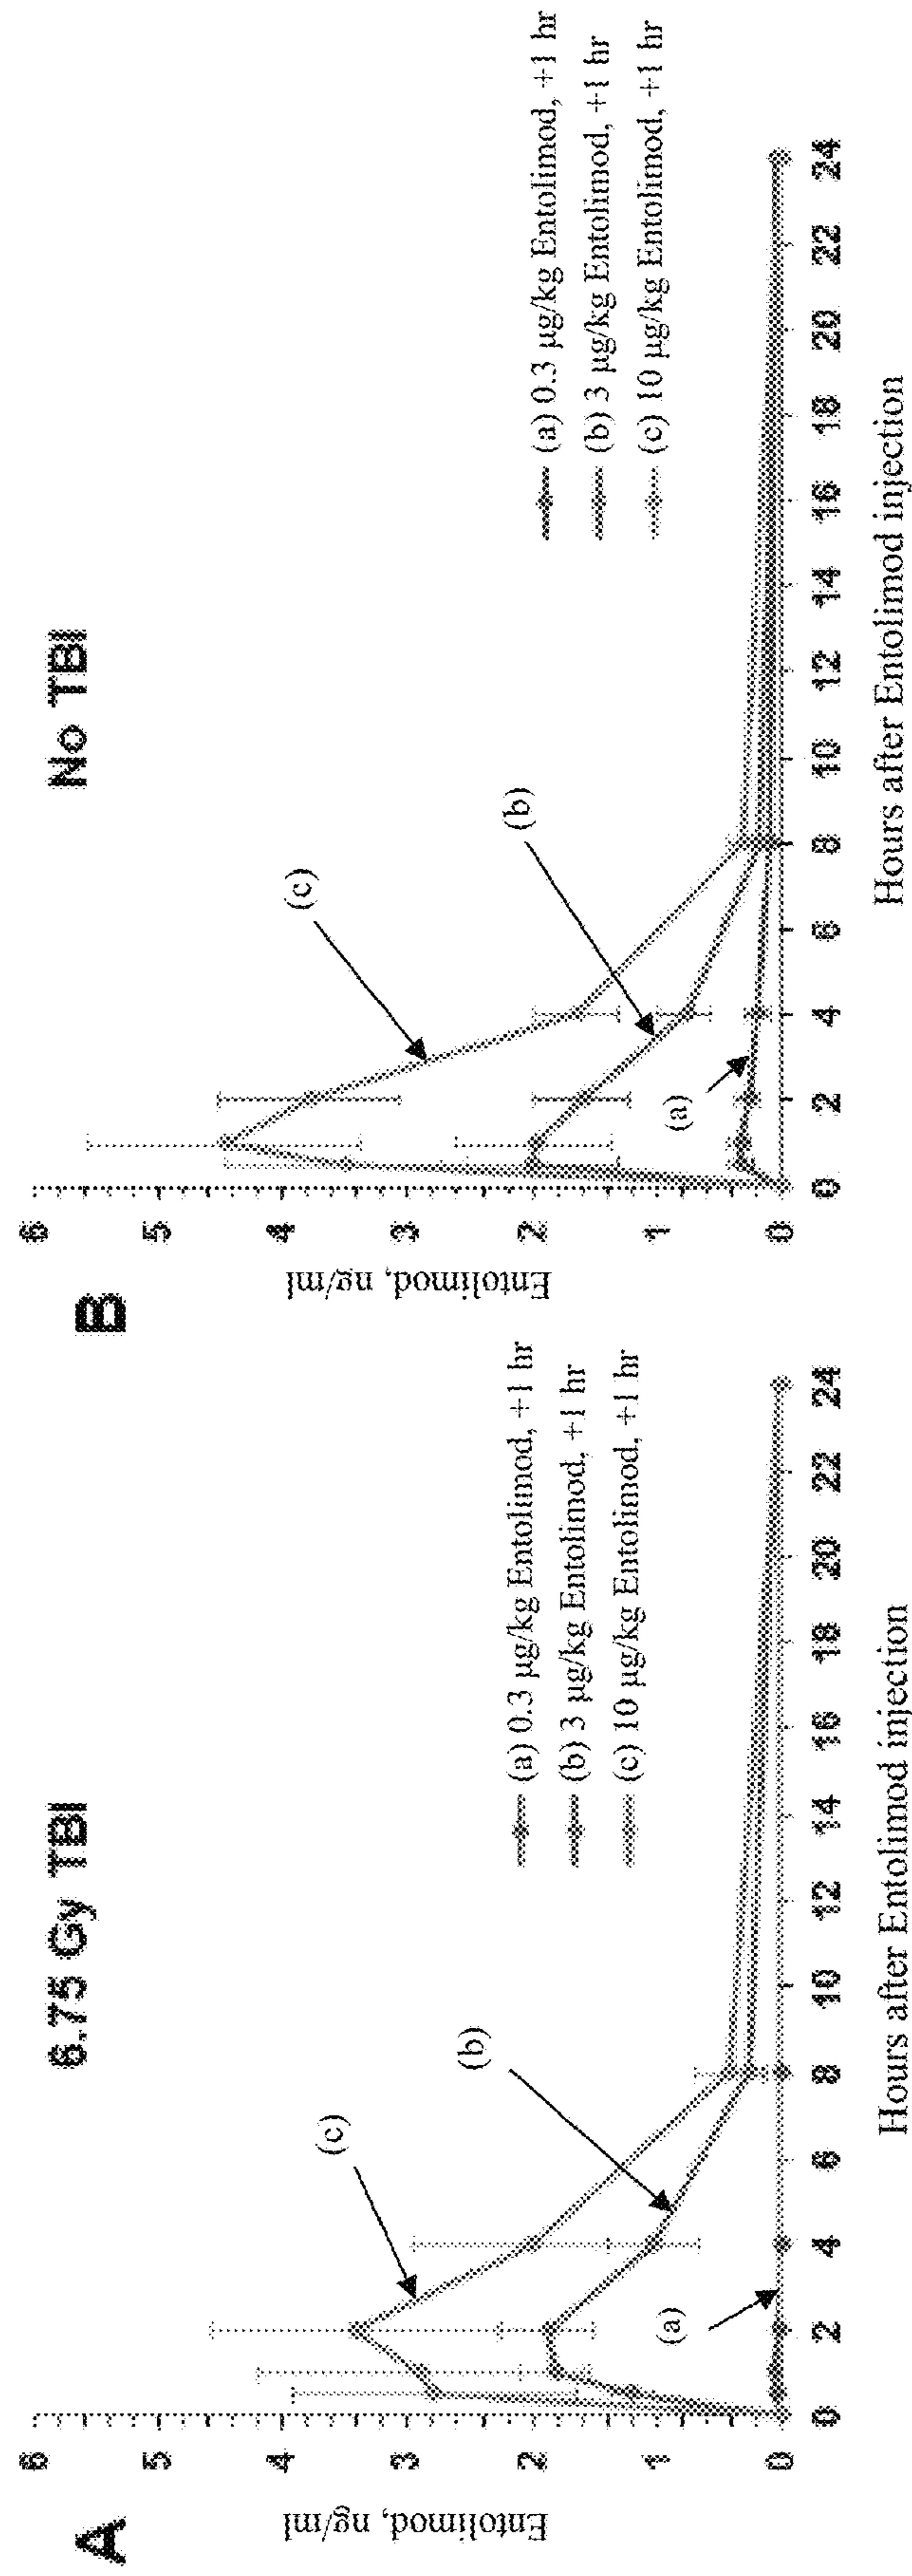 A
6.75 Gy TBI
Entolimod, ng/ml
6
5
4
3
2
1
0
(c)
(b)
(a)
(a) 0.3 µg/kg Entolimod, +1 hr
(b) 3 µg/kg Entolimod, +1 hr
(c) 10 µg/kg Entolimod, +1 hr
0 2 4 6 8 10 12 14 16 18 20 22 24
Hours after Entolimod injection
B
No TBI
Entolimod, ng/ml
6
5
4
3
2
1
0
(c)
(b)
(a)
(a) 0.3 µg/kg Entolimod, +1 hr
(b) 3 µg/kg Entolimod, +1 hr
(c) 10 µg/kg Entolimod, +1 hr
0 2 4 6 8 10 12 14 16 18 20 22 24
Hours after Entolimod injection